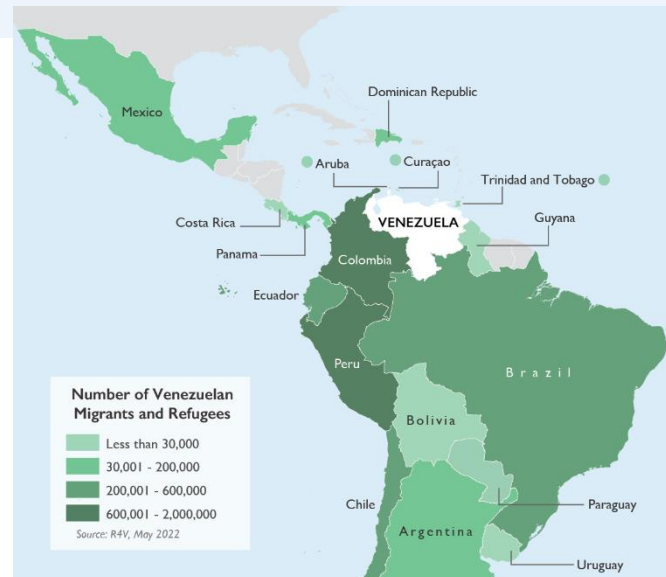 Mexico
Dominican Republic
Aruba
Curaçao
Trinidad and Tobago
Costa Rica
VENEZUELA
Guyana
Panama
Colombia
Ecuador
Peru
Brazil
Number of Venezuelan
Migrants and Refugees
Less than 30,000
30,001 - 200,000
200,001 - 600,000
600,001 - 2,000,000
Source: R4V, May 2022
Bolivia
Chile
Paraguay
Argentina
Uruguay